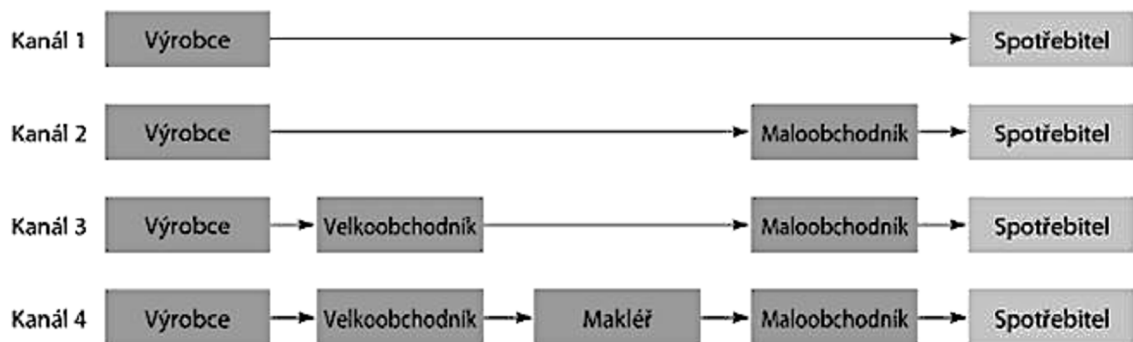 Kanál 1 Výrobce Spotřebitel
Kanál 2 Výrobce Maloobchodník Spotřebitel
Kanál 3 Výrobce Velkoobchodník Maloobchodník Spotřebitel
Kanál 4 Výrobce Velkoobchodník Makléř Maloobchodník Spotřebitel